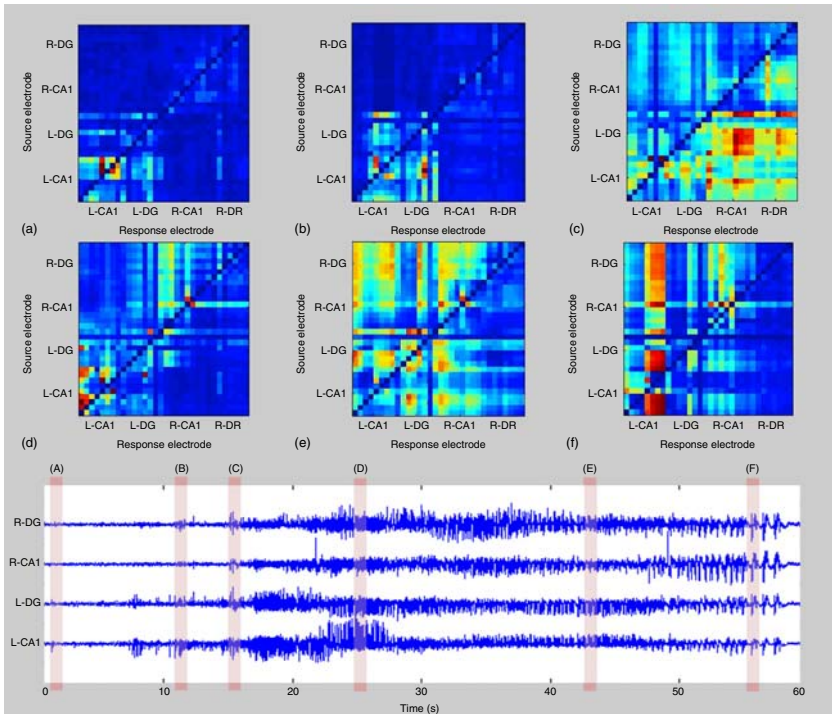 R-DG
R-CA1
L-DG
L-CA1
Source electrode
L-CA1 L-DG R-CA1 R-DR
(a)
Response electrode
R-DG
R-CA1
L-DG
L-CA1
Source electrode
L-CA1 L-DG R-CA1 R-DR
(b)
Response electrode
R-DG
R-CA1
L-DG
L-CA1
Source electrode
L-CA1 L-DG R-CA1 R-DR
(c)
Response electrode
R-DG
R-CA1
L-DG
L-CA1
Source electrode
L-CA1 L-DG R-CA1 R-DR
(d)
Response electrode
R-DG
R-CA1
L-DG
L-CA1
Source electrode
L-CA1 L-DG R-CA1 R-DR
(e)
Response electrode
R-DG
R-CA1
L-DG
L-CA1
Source electrode
L-CA1 L-DG R-CA1 R-DR
(f)
Response electrode
(A) (B) (C) (D) (E) (F)
R-DG
R-CA1
L-DG
L-CA1
0 10 20 30 40 50 60
Time (s)